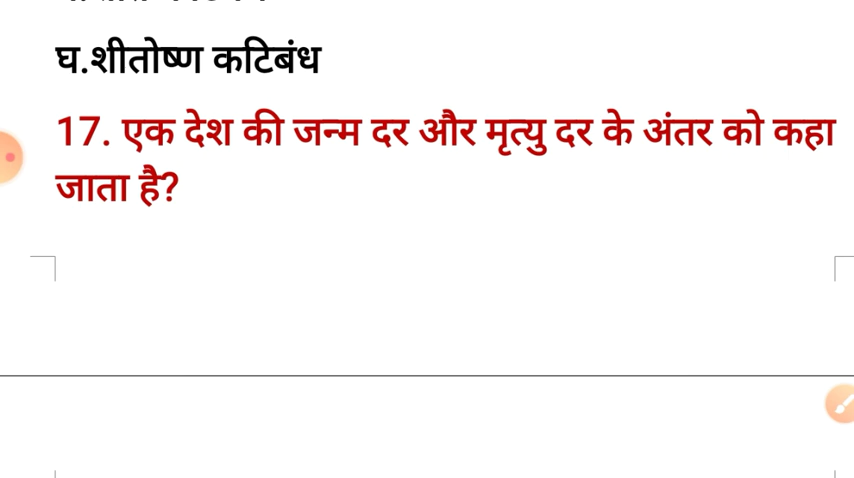 घ.शीतोष्ण कटिबंध
17. एक देश की जन्म दर और मृत्यु दर के अंतर को कहा
जाता है?